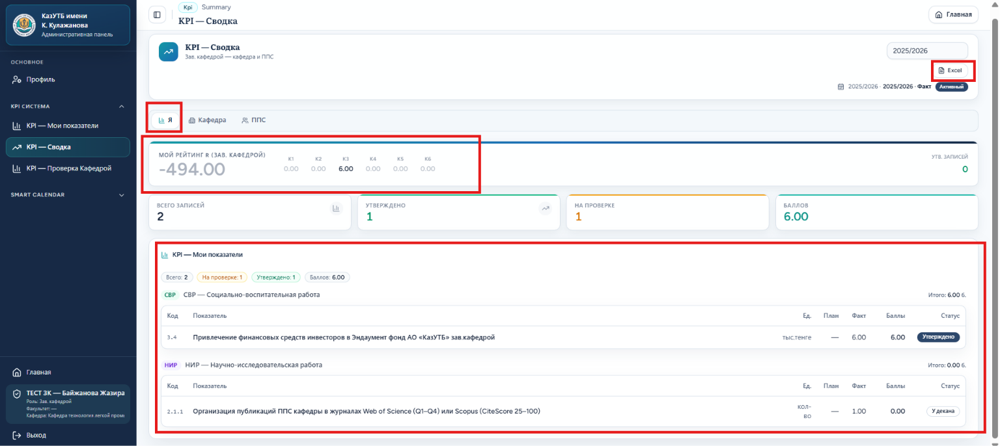 КазУТБ имени
К. Кулажанова
Административная панель
ОСНОВНОЕ
Профиль
KPI СИСТЕМА
KPI — Мои показатели
KPI — Сводка
KPI — Проверка Кафедрой
SMART CALENDAR
Главная
ТЕСТ ЗК — Байжанова Жазира
Роль: Зав. кафедрой
Факультет: —
Кафедра: Кафедра технология легкой пром
Выход
Kpi Summary
KPI — Сводка
Главная
KPI — Сводка
Зав. кафедрой — кафедра и ППС
2025/2026
Excel
2025/2026 · 2025/2026 · Факт Активный
Я Кафедра ППС
МОЙ РЕЙТИНГ R (ЗАВ. КАФЕДРОЙ)
-494.00
K1 K2 K3 K4 K5 K6
0.00 0.00 6.00 0.00 0.00 0.00
УТВ. ЗАПИСЕЙ
0
ВСЕГО ЗАПИСЕЙ
2
УТВЕРЖДЕНО
1
НА ПРОВЕРКЕ
1
БАЛЛОВ
6.00
KPI — Мои показатели
Всего: 2 На проверке: 1 Утверждено: 1 Баллов: 6.00
СВР СВР — Социально-воспитательная работа Итого: 6.00 б.
Код Показатель Ед. План Факт Баллы Статус
3.4 Привлечение финансовых средств инвесторов в Эндаумент фонд АО «КазУТБ» зав.кафедрой тыс.тенге — 6.00 6.00 Утверждено
НИР НИР — Научно-исследовательская работа Итого: 0.00 б.
Код Показатель Ед. План Факт Баллы Статус
2.1.1 Организация публикаций ППС кафедры в журналах Web of Science (Q1–Q4) или Scopus (CiteScore 25–100) кол-
во — 1.00 0.00 У декана